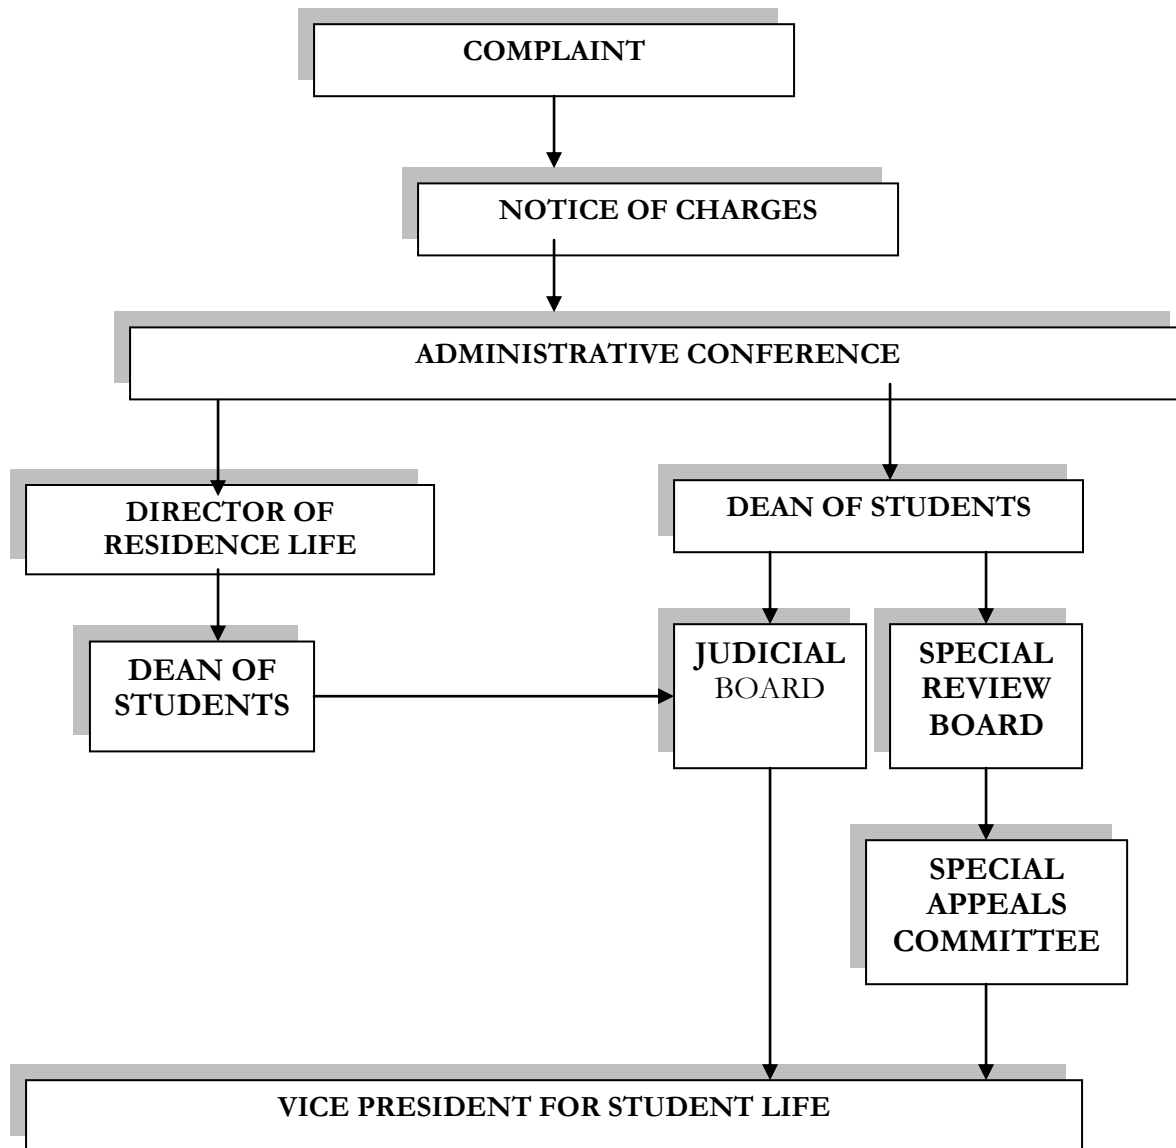 COMPLAINT
NOTICE OF CHARGES
ADMINISTRATIVE CONFERENCE
DIRECTOR OF
RESIDENCE LIFE
DEAN OF STUDENTS
DEAN OF
STUDENTS
JUDICIAL
BOARD
SPECIAL
REVIEW
BOARD
SPECIAL
APPEALS
COMMITTEE
VICE PRESIDENT FOR STUDENT LIFE